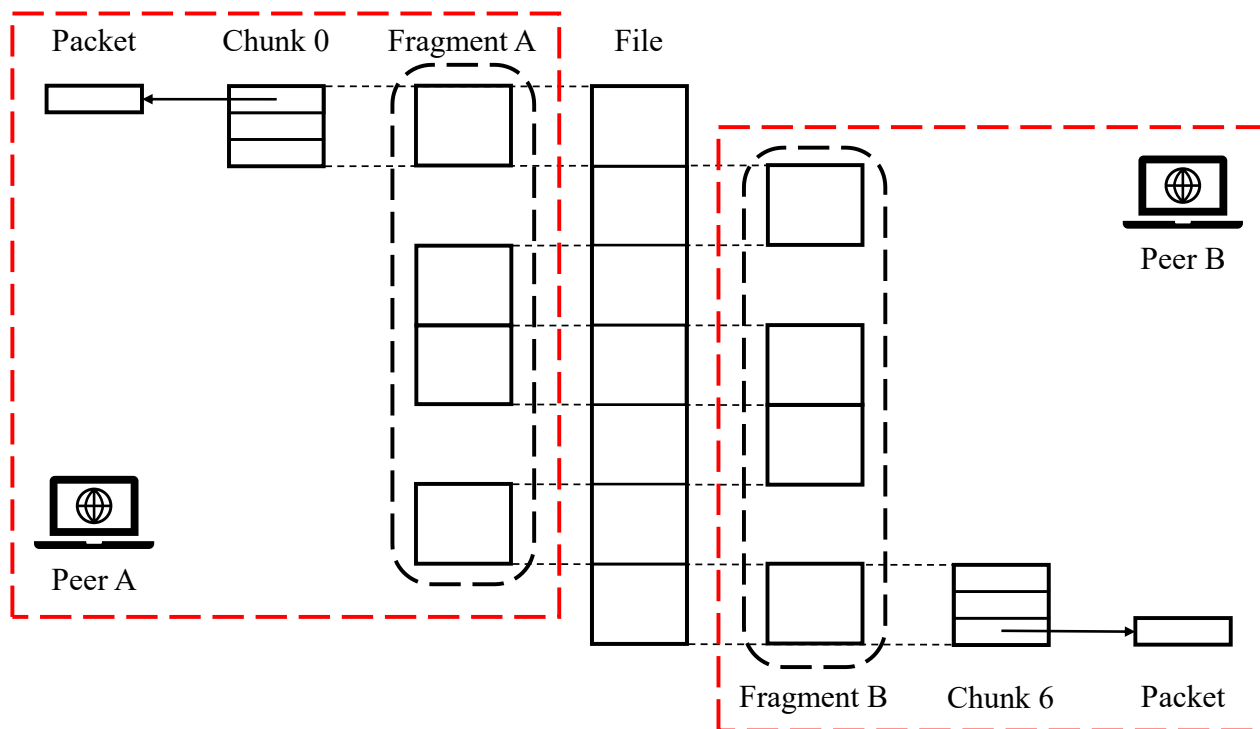 Packet
Chunk 0
Fragment A
File
Peer B
Peer A
Fragment B
Chunk 6
Packet